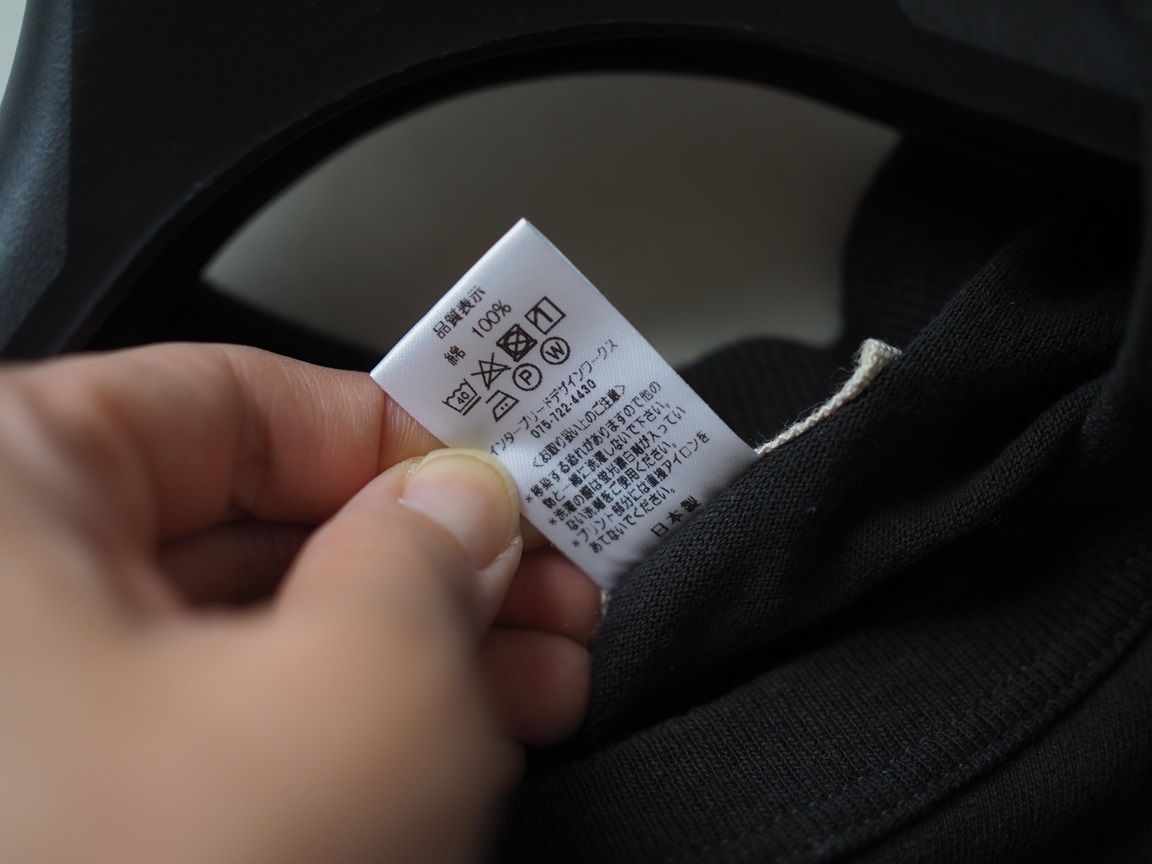 品質表示
綿 100%
40
P W
インターブリードデザインワークス
075-722-4430
<お取り扱い上のご注意>
*移染する恐れがありますので他の
物と一緒に洗濯しないで下さい。
*洗濯の際は蛍光漂白剤が入ってい
ない洗剤をご使用ください。
*プリント部分には直接アイロンを
あてないでください。
日本製